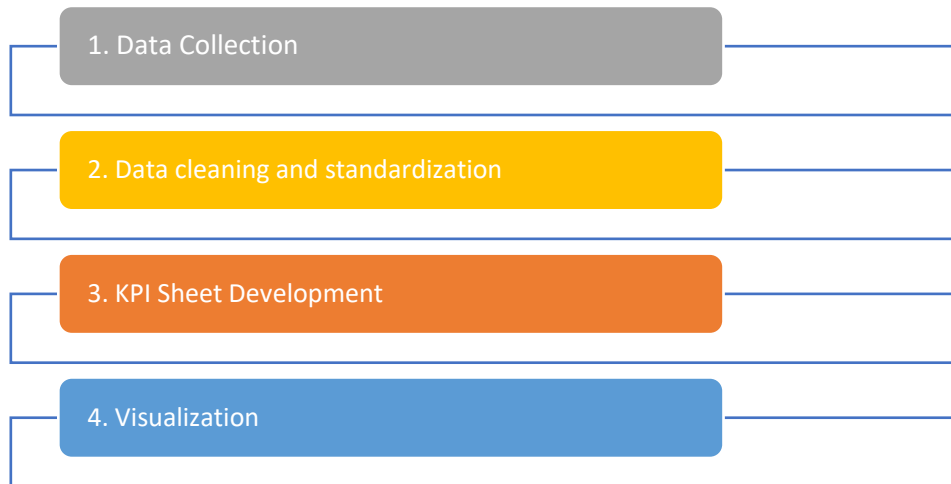 1. Data Collection
2. Data cleaning and standardization
3. KPI Sheet Development
4. Visualization